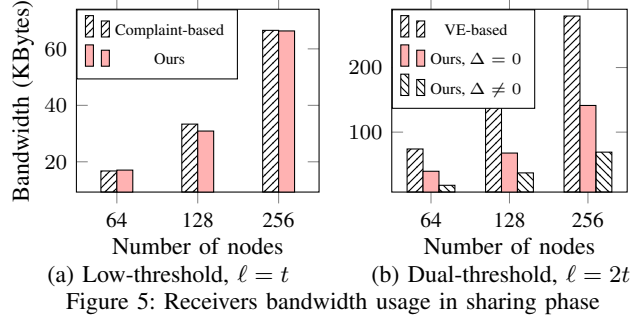 Bandwidth (KBytes)
60
40
20
Complaint-based
Ours
64
128
256
Number of nodes
(a) Low-threshold, ℓ = t
200
100
VE-based
Ours, Δ = 0
Ours, Δ ≠ 0
64
128
256
Number of nodes
(b) Dual-threshold, ℓ = 2t
Figure 5: Receivers bandwidth usage in sharing phase